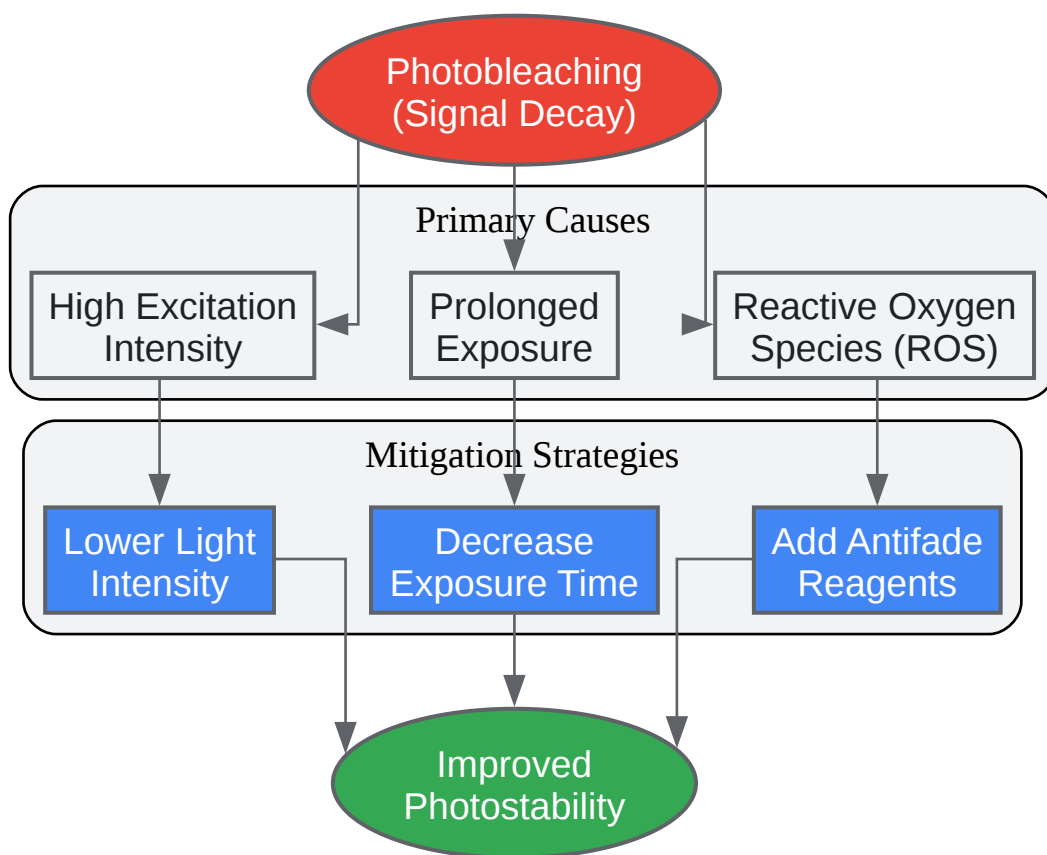 Photobleaching
(Signal Decay)
Primary Causes
High Excitation
Intensity
Prolonged
Exposure
Reactive Oxygen
Species (ROS)
Mitigation Strategies
Lower Light
Intensity
Decrease
Exposure Time
Add Antifade
Reagents
Improved
Photostability